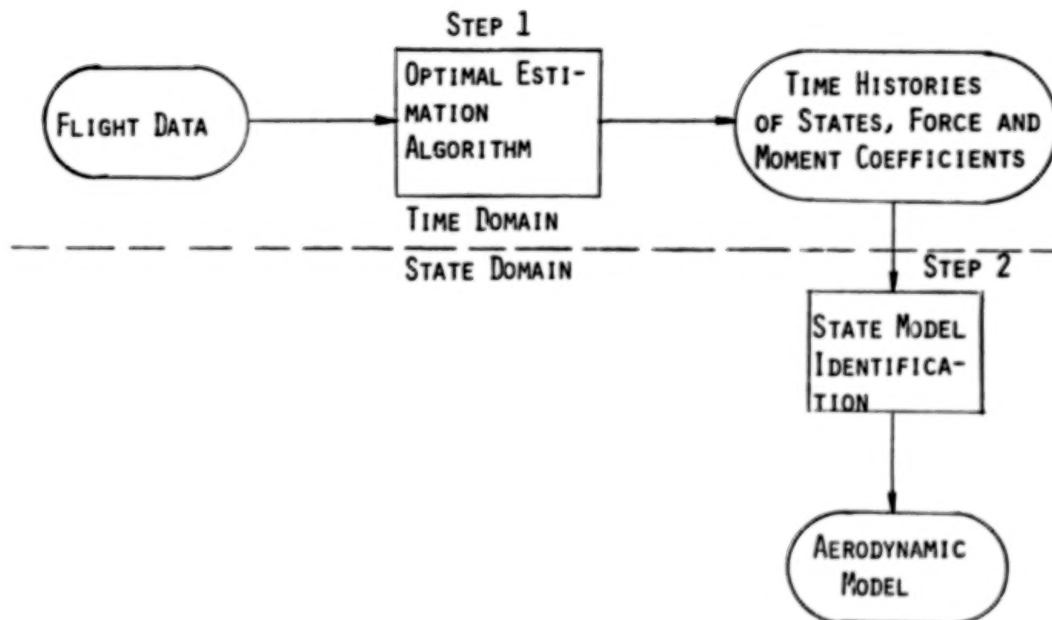 STEP 1
FLIGHT DATA
OPTIMAL ESTI-
MATION
ALGORITHM
TIME HISTORIES
OF STATES, FORCE AND
MOMENT COEFFICIENTS
TIME DOMAIN
STATE DOMAIN
STEP 2
STATE MODEL
IDENTIFICA-
TION
AERODYNAMIC
MODEL